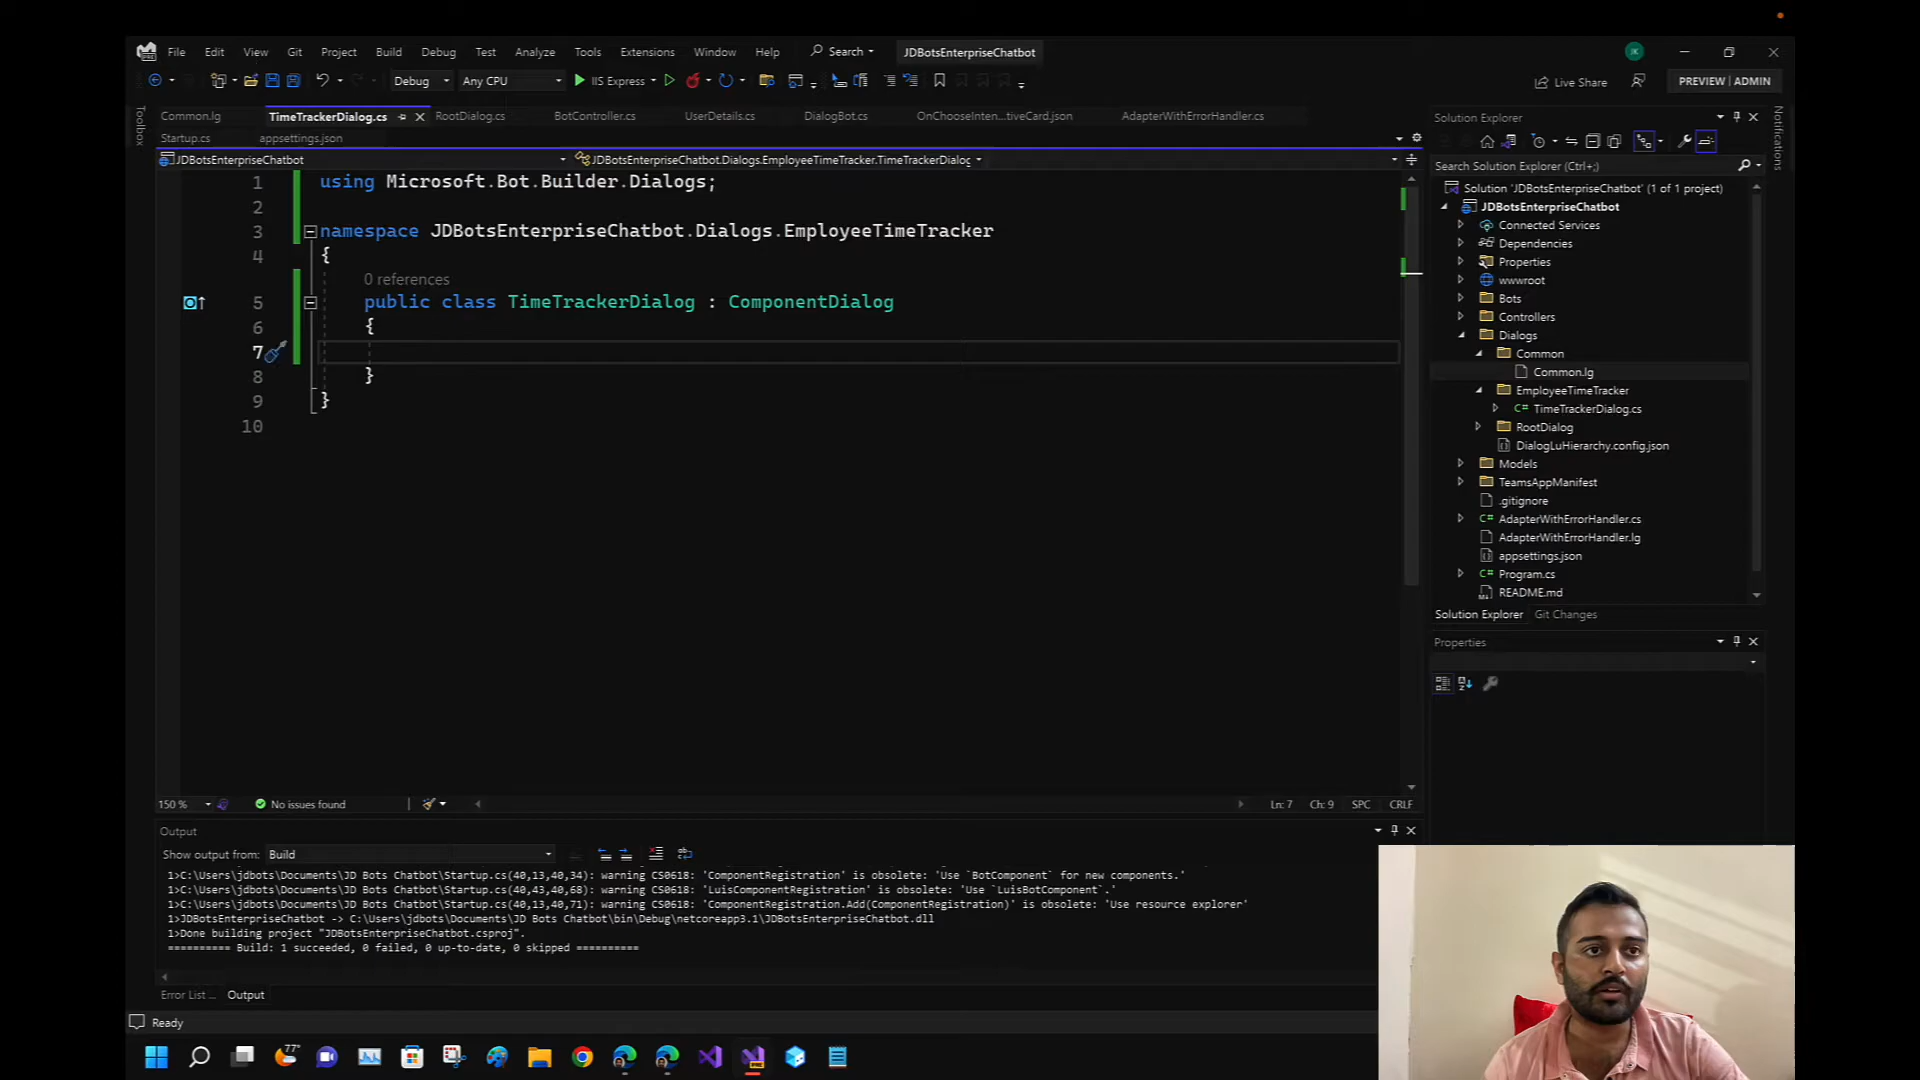 File Edit View Git Project Build Debug Test Analyze Tools Extensions Window Help Search JDBotsEnterpriseChatbot JK
Debug Any CPU IIS Express Live Share PREVIEW | ADMIN
Toolbox
Common.lg TimeTrackerDialog.cs RootDialog.cs BotController.cs UserDetails.cs DialogBot.cs OnChooseInten...tiveCard.json AdapterWithErrorHandler.cs
Startup.cs appsettings.json
JDBotsEnterpriseChatbot JDBotsEnterpriseChatbot.Dialogs.EmployeeTimeTracker.TimeTrackerDialog
1 using Microsoft.Bot.Builder.Dialogs;
2
3 namespace JDBotsEnterpriseChatbot.Dialogs.EmployeeTimeTracker
4 {
0 references
5 public class TimeTrackerDialog : ComponentDialog
6 {
7
8 }
9 }
10
150 % No issues found Ln: 7 Ch: 9 SPC CRLF
Output
Show output from: Build
1>C:\Users\jdbots\Documents\JD Bots Chatbot\Startup.cs(40,13,40,34): warning CS0618: 'ComponentRegistration' is obsolete: 'Use `BotComponent` for new components.'
1>C:\Users\jdbots\Documents\JD Bots Chatbot\Startup.cs(40,43,40,68): warning CS0618: 'LuisComponentRegistration' is obsolete: 'Use `LuisBotComponent`.'
1>C:\Users\jdbots\Documents\JD Bots Chatbot\Startup.cs(40,13,40,71): warning CS0618: 'ComponentRegistration.Add(ComponentRegistration)' is obsolete: 'Use resource explorer'
1>JDBotsEnterpriseChatbot -> C:\Users\jdbots\Documents\JD Bots Chatbot\bin\Debug\netcoreapp3.1\JDBotsEnterpriseChatbot.dll
1>Done building project "JDBotsEnterpriseChatbot.csproj".
========== Build: 1 succeeded, 0 failed, 0 up-to-date, 0 skipped ==========
Error List ... Output
Ready
Solution Explorer
Search Solution Explorer (Ctrl+;)
Solution 'JDBotsEnterpriseChatbot' (1 of 1 project)
JDBotsEnterpriseChatbot
Connected Services
Dependencies
Properties
wwwroot
Bots
Controllers
Dialogs
Common
Common.lg
EmployeeTimeTracker
C# TimeTrackerDialog.cs
RootDialog
DialogLuHierarchy.config.json
Models
TeamsAppManifest
.gitignore
C# AdapterWithErrorHandler.cs
AdapterWithErrorHandler.lg
appsettings.json
C# Program.cs
README.md
Solution Explorer Git Changes
Properties
Notifications
77°
PRE